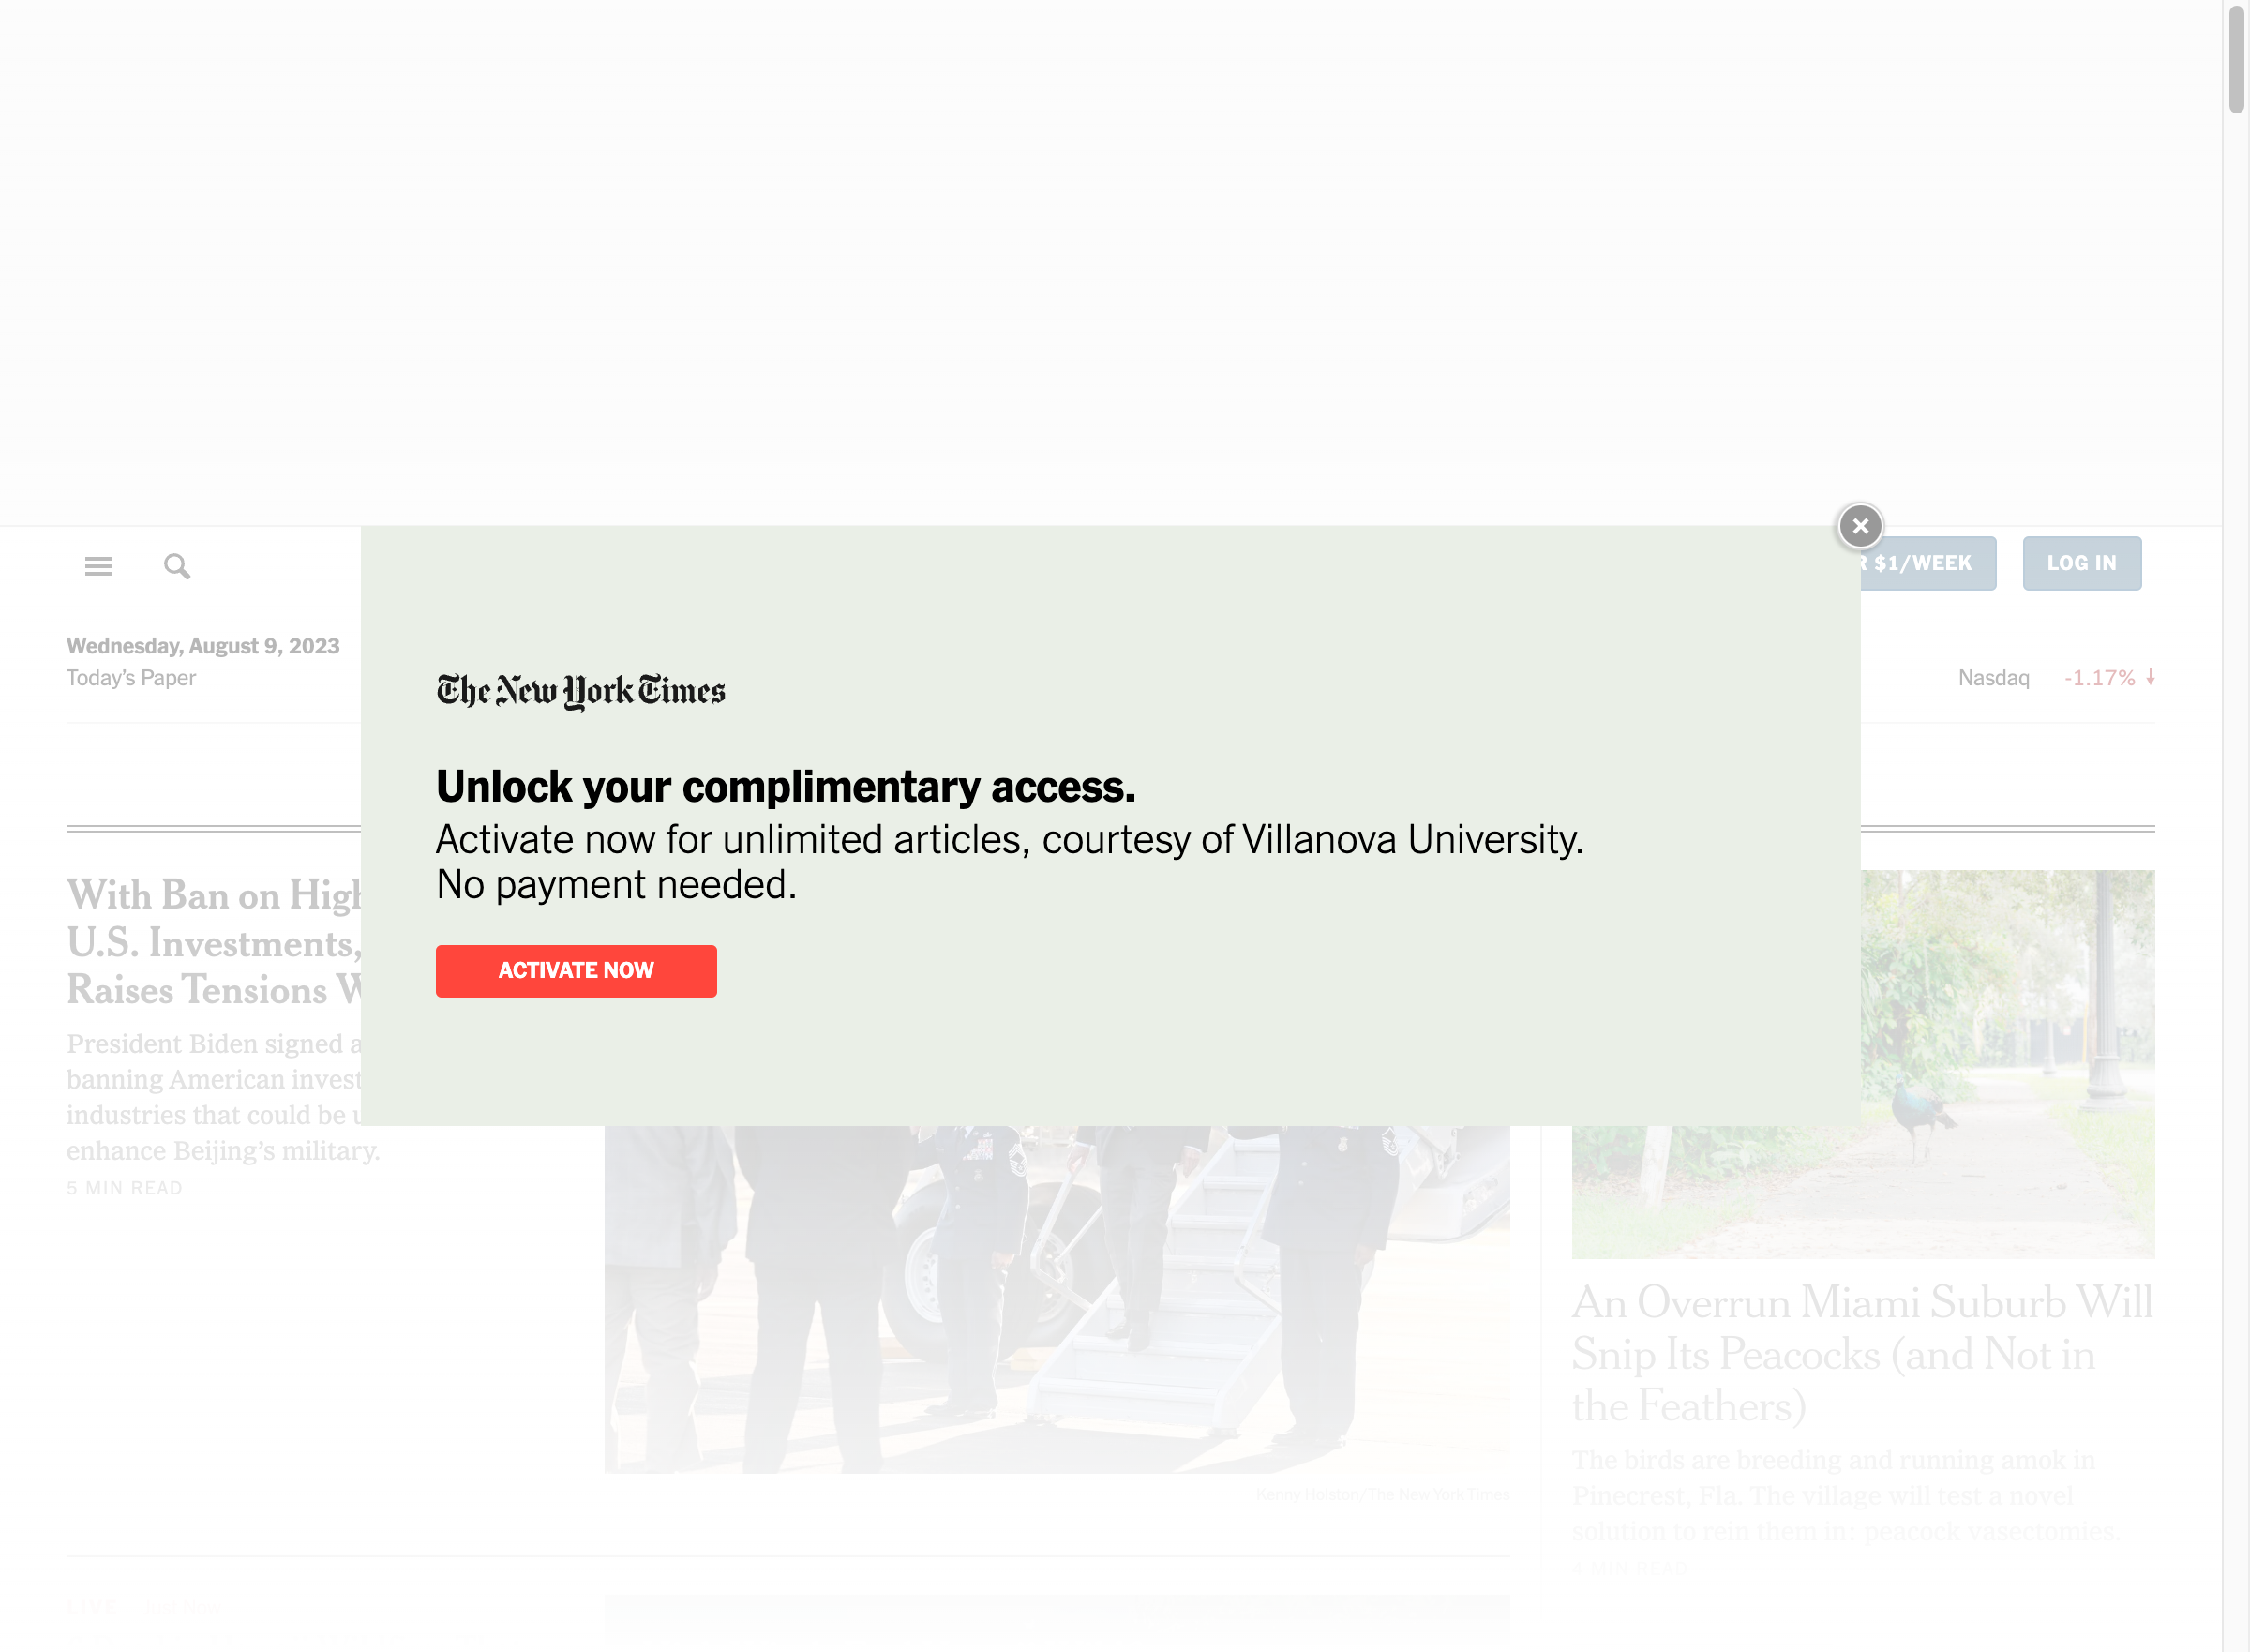 R $1/WEEK
LOG IN
Wednesday, August 9, 2023
Today's Paper
Nasdaq -1.17%
The New York Times
Unlock your complimentary access.
Activate now for unlimited articles, courtesy of Villanova University.
No payment needed.
ACTIVATE NOW
With Ban on High
U.S. Investments,
Raises Tensions W
President Biden signed a
banning American invest
industries that could be u
enhance Beijing's military.
5 MIN READ
Kenny Holston/The New York Times
An Overrun Miami Suburb Will
Snip Its Peacocks (and Not in
the Feathers)
The birds are breeding and running amok in
Pinecrest, Fla. The village will test a novel
solution to rein them in: peacock vasectomies.
4 MIN READ